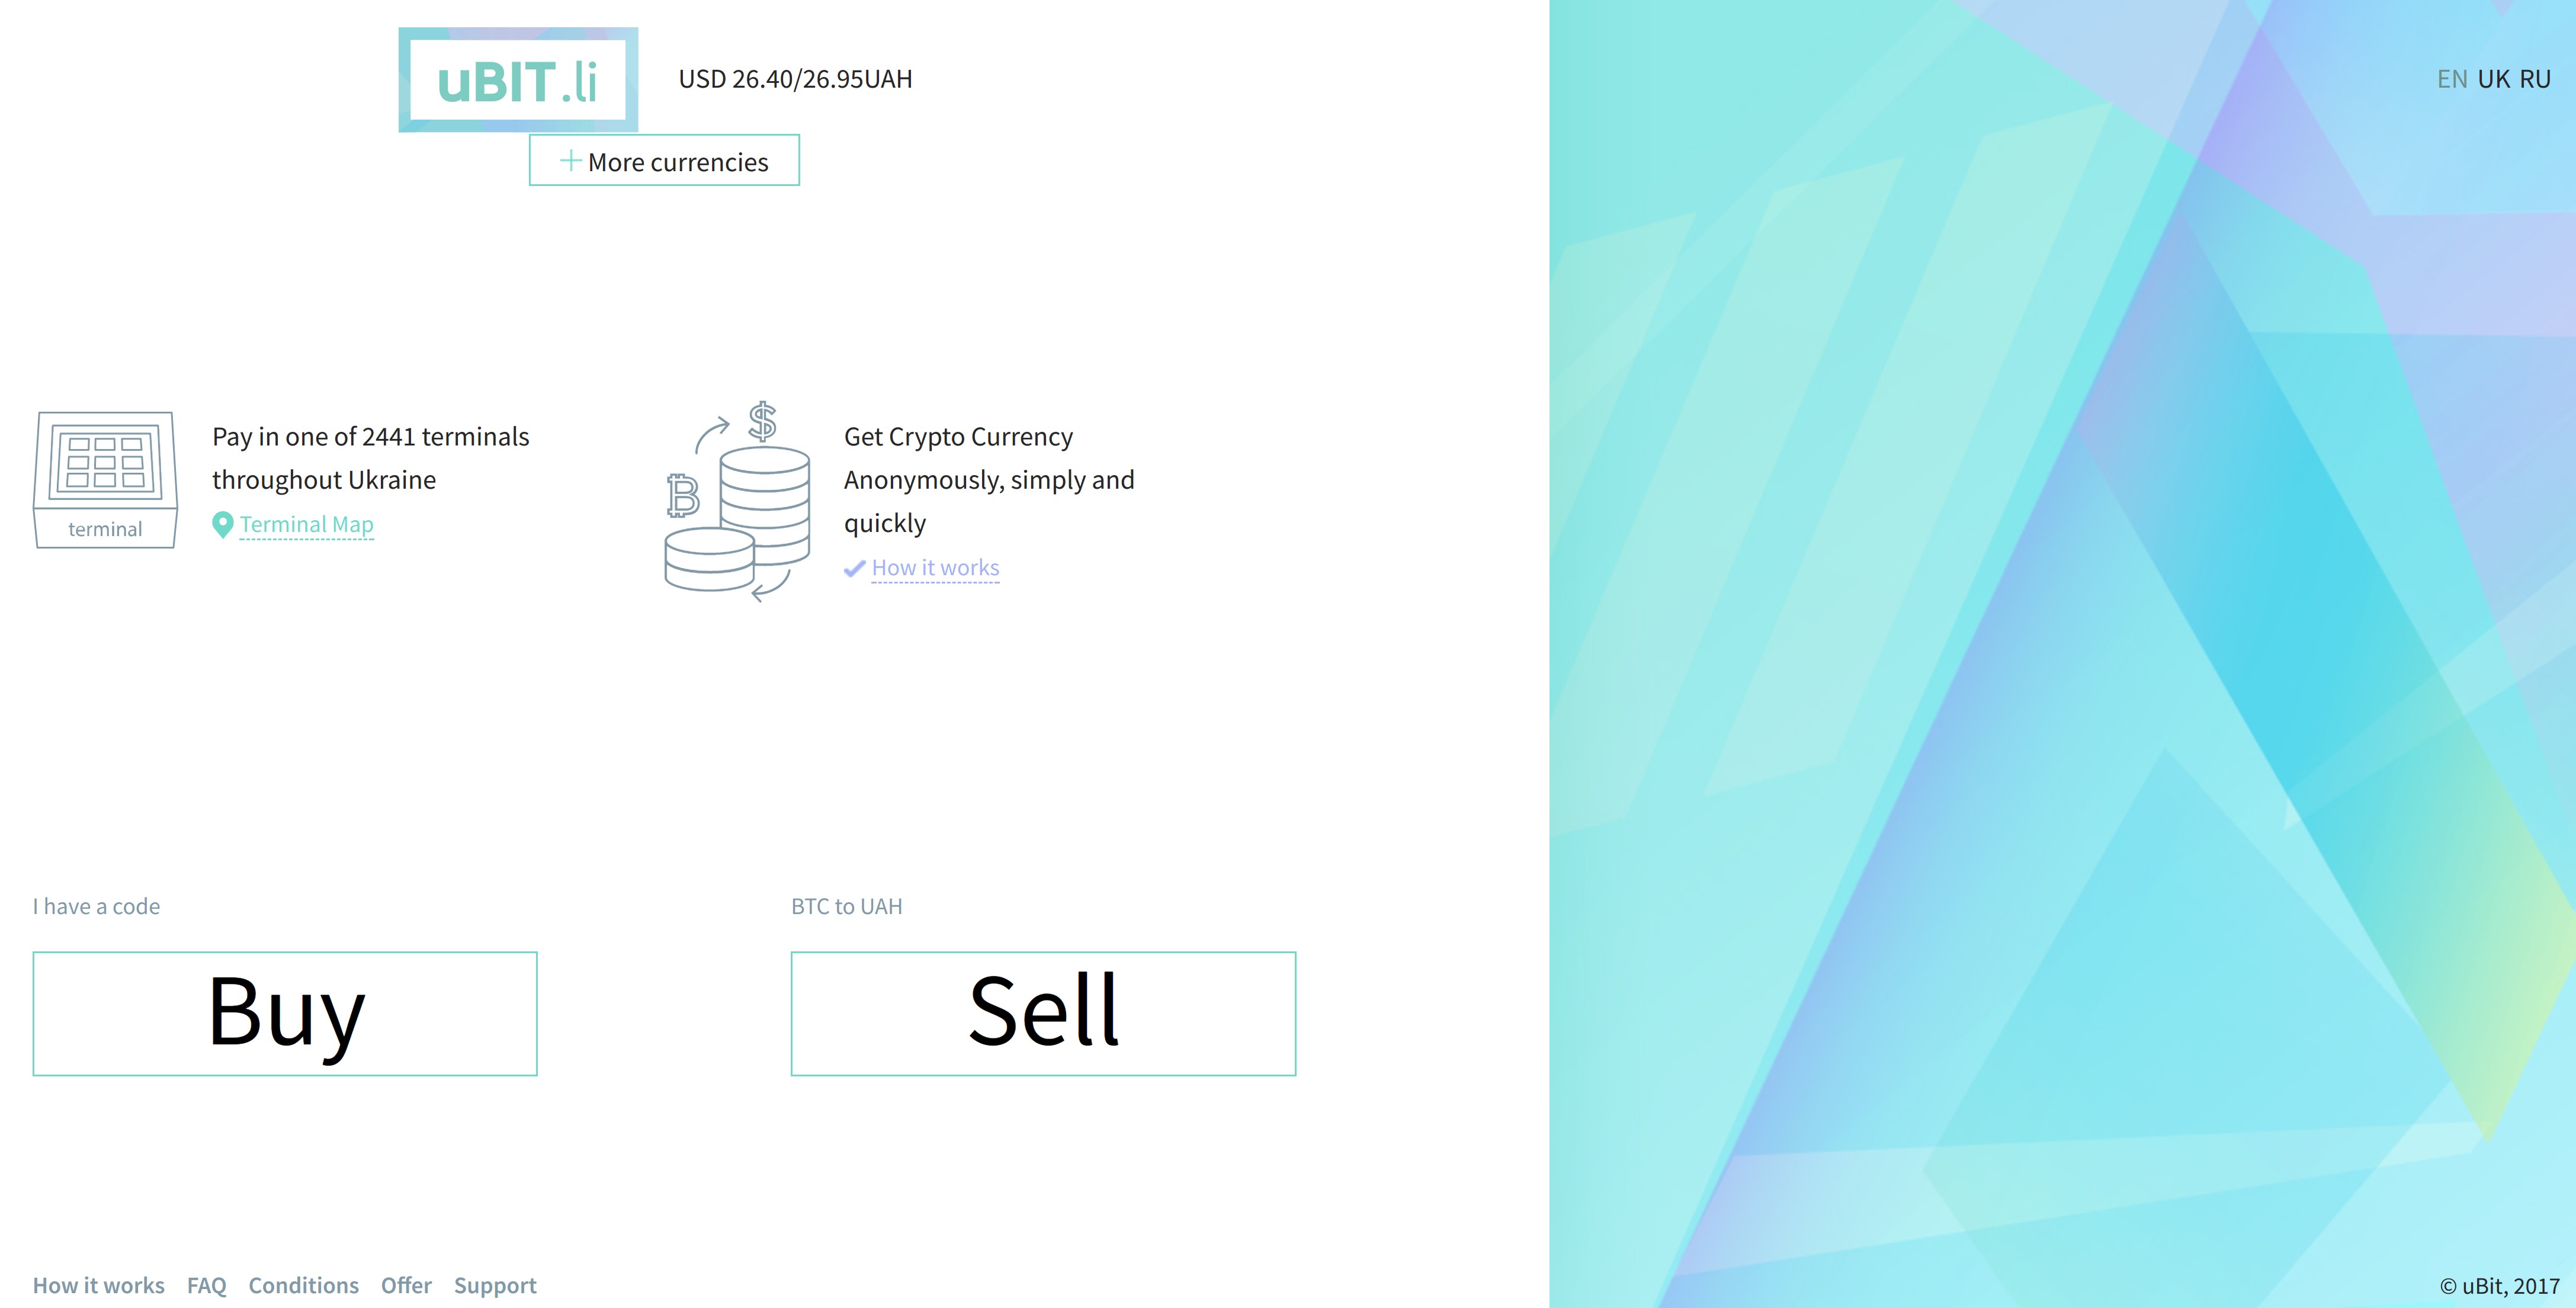 uBIT.li
USD 26.40/26.95UAH
EN UK RU
More currencies
terminal
Pay in one of 2441 terminals
throughout Ukraine
Terminal Map
Get Crypto Currency
Anonymously, simply and
quickly
How it works
I have a code
Buy
BTC to UAH
Sell
How it works FAQ Conditions Offer Support
© uBit, 2017